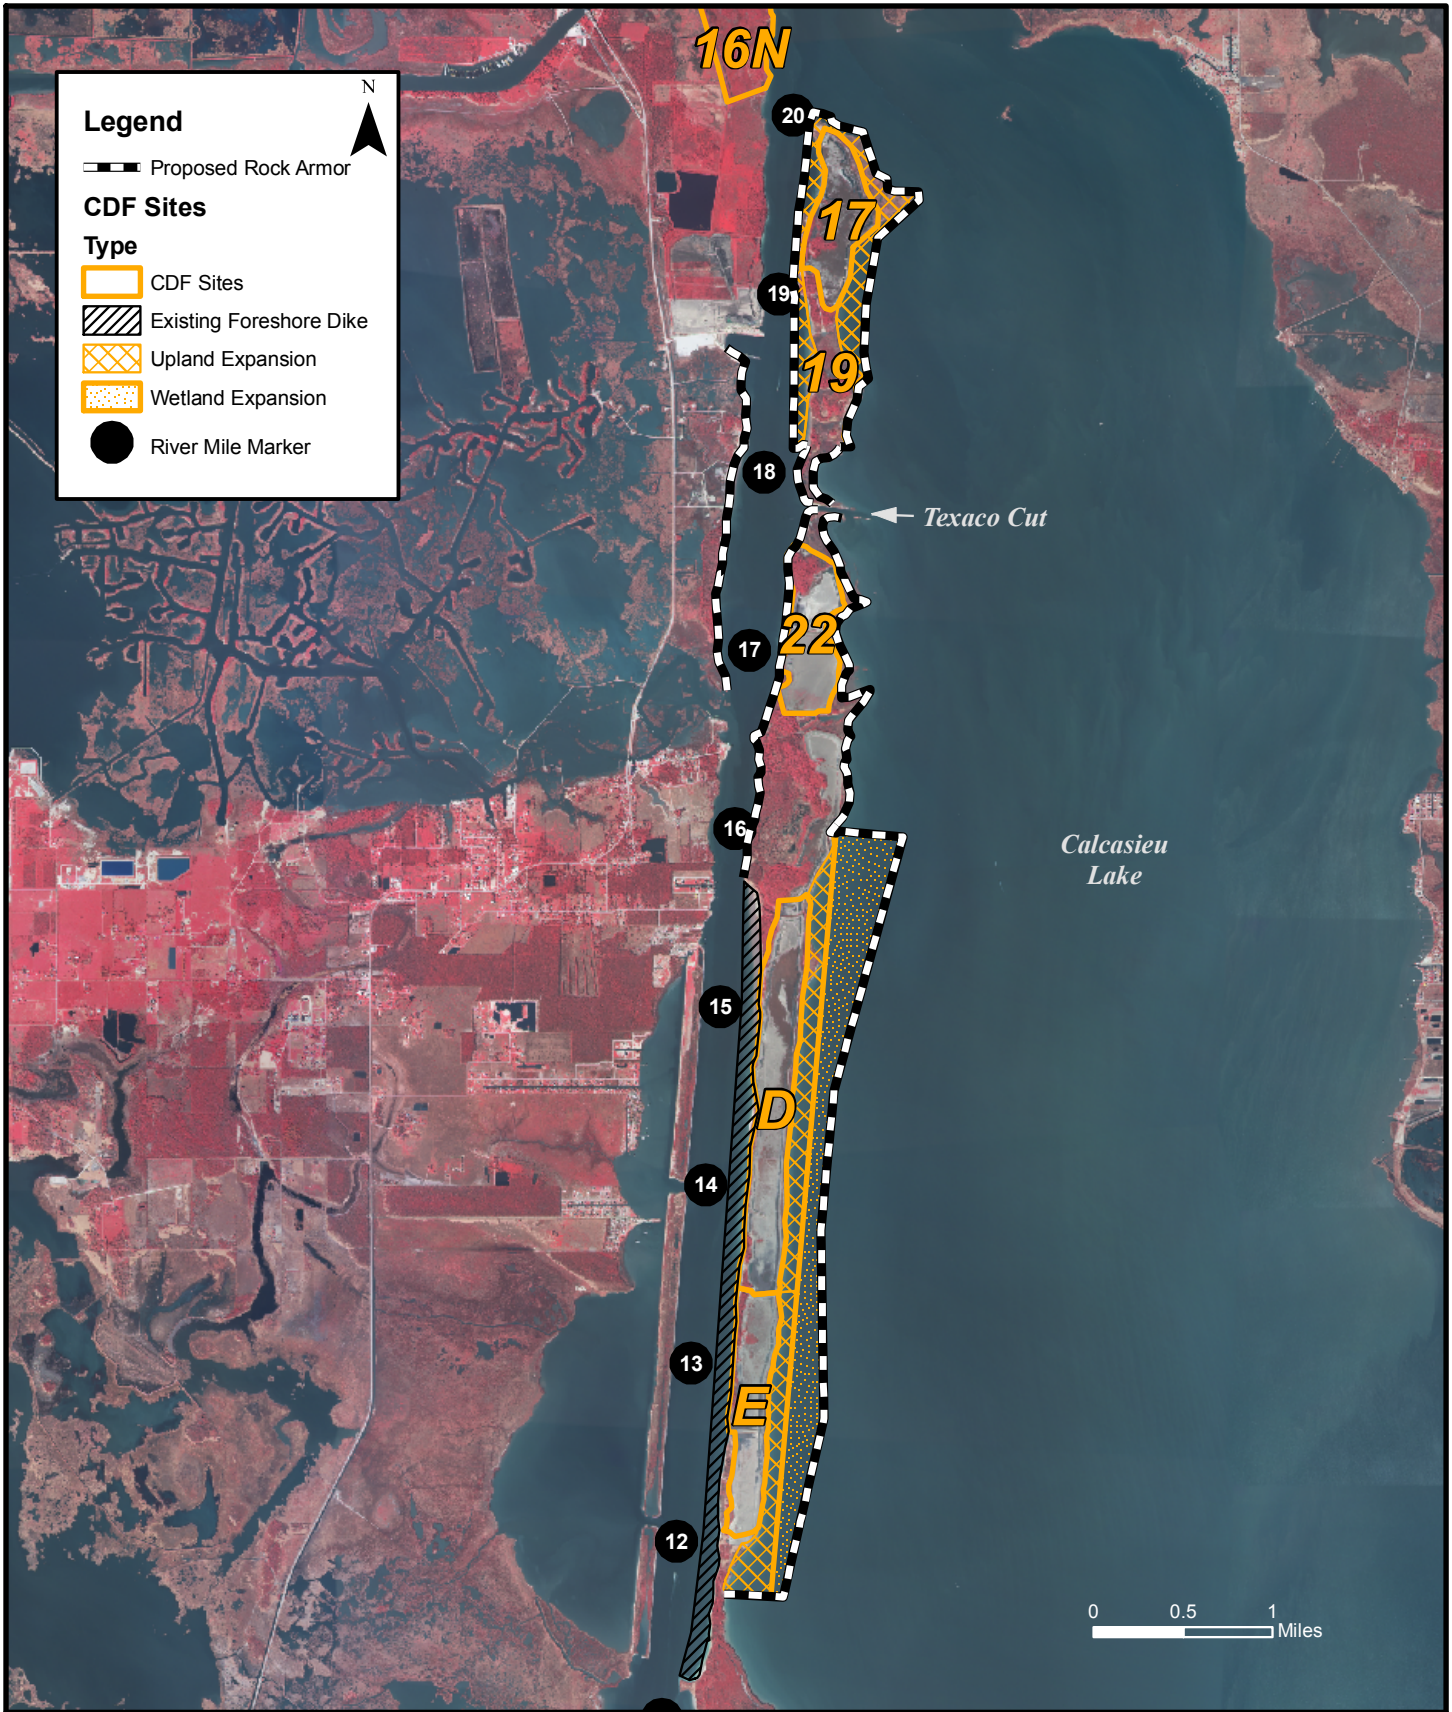 16N
N
Legend
Proposed Rock Armor
CDF Sites
Type
CDF Sites
Existing Foreshore Dike
Upland Expansion
Wetland Expansion
River Mile Marker
20
17
19
19
18
Texaco Cut
22
17
16
Calcasieu
Lake
15
D
14
13
E
12
0 0.5 1
Miles